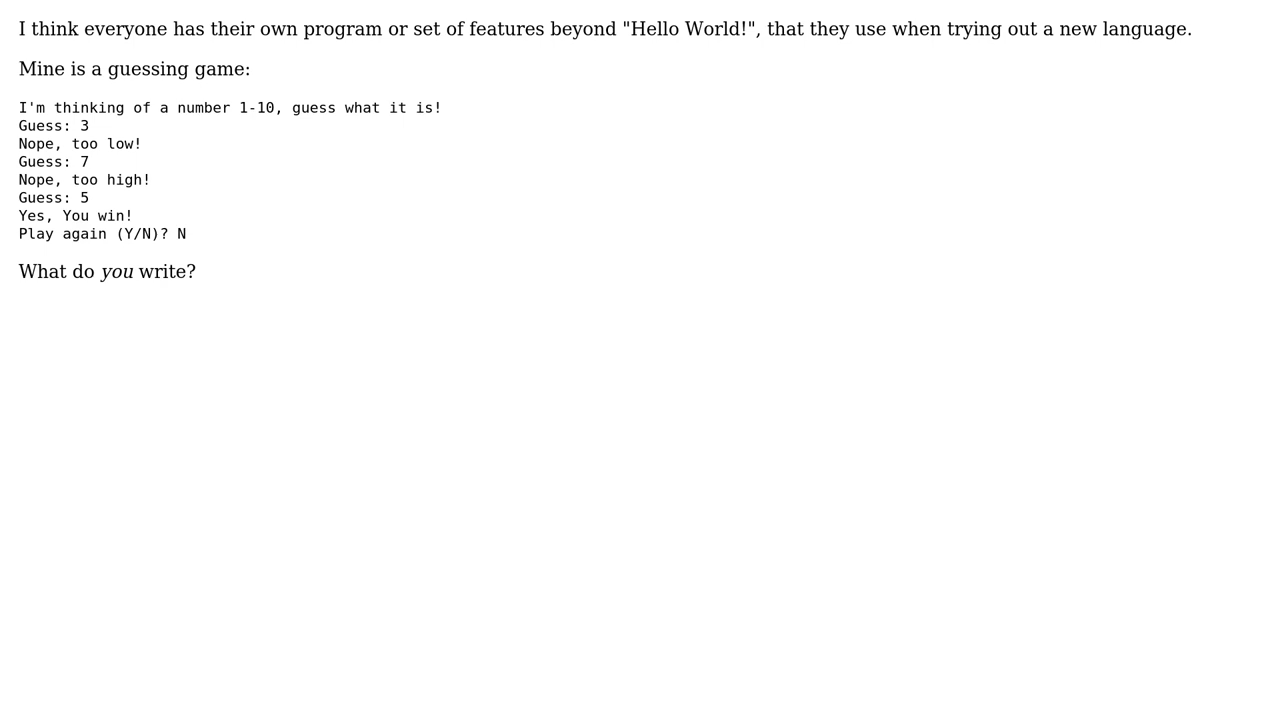 I think everyone has their own program or set of features beyond "Hello World!", that they use when trying out a new language.
Mine is a guessing game:
I'm thinking of a number 1-10, guess what it is!
Guess: 3
Nope, too low!
Guess: 7
Nope, too high!
Guess: 5
Yes, You win!
Play again (Y/N)? N
What do you write?